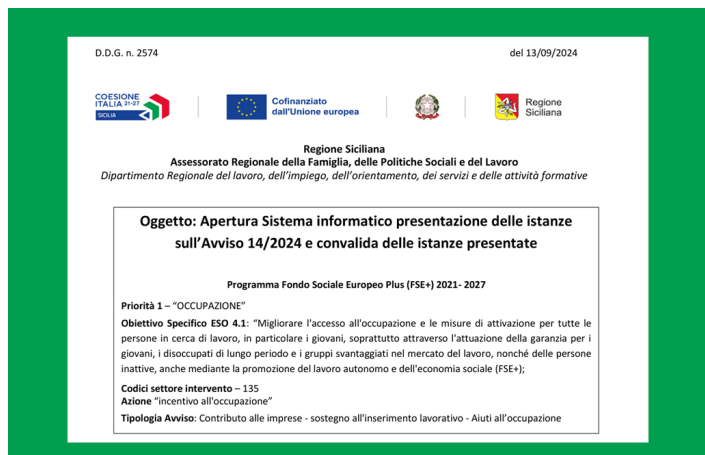 D.D.G. n. 2574 del 13/09/2024
COESIONE
ITALIA 21-27
SICILIA
Cofinanziato
dall'Unione europea
Regione
Siciliana
Regione Siciliana
Assessorato Regionale della Famiglia, delle Politiche Sociali e del Lavoro
Dipartimento Regionale del lavoro, dell’impiego, dell’orientamento, dei servizi e delle attività formative
Oggetto: Apertura Sistema informatico presentazione delle istanze
sull’Avviso 14/2024 e convalida delle istanze presentate
Programma Fondo Sociale Europeo Plus (FSE+) 2021- 2027
Priorità 1 – “OCCUPAZIONE”
Obiettivo Specifico ESO 4.1: “Migliorare l'accesso all'occupazione e le misure di attivazione per tutte le
persone in cerca di lavoro, in particolare i giovani, soprattutto attraverso l'attuazione della garanzia per i
giovani, i disoccupati di lungo periodo e i gruppi svantaggiati nel mercato del lavoro, nonché delle persone
inattive, anche mediante la promozione del lavoro autonomo e dell'economia sociale (FSE+);
Codici settore intervento – 135
Azione “incentivo all'occupazione”
Tipologia Avviso: Contributo alle imprese - sostegno all'inserimento lavorativo - Aiuti all’occupazione